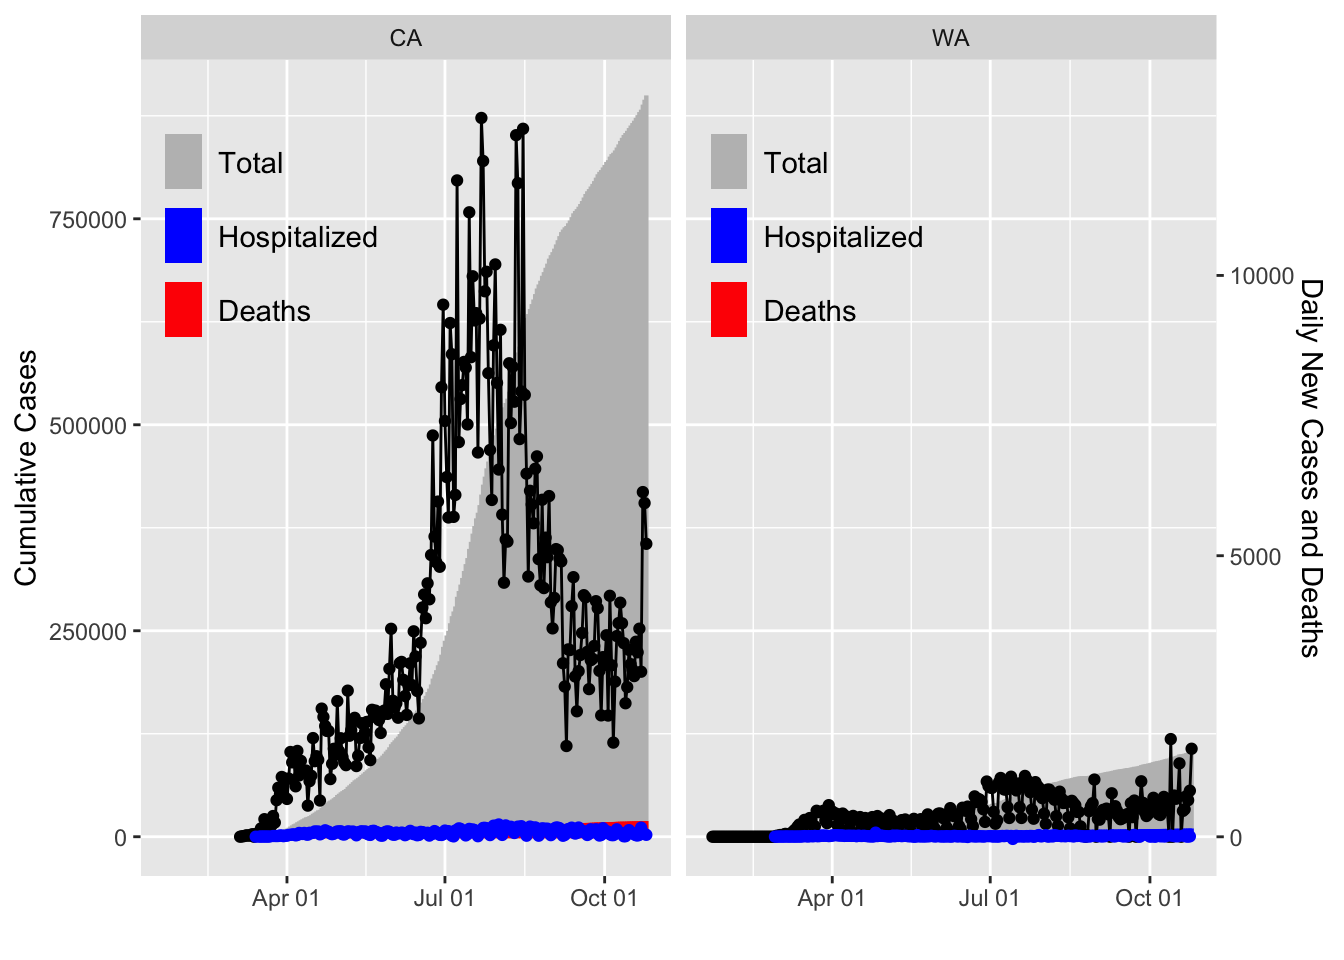 CA
WA
Total
Hospitalized
Deaths
Total
Hospitalized
Deaths
750000
500000
250000
0
10000
5000
0
Cumulative Cases
Daily New Cases and Deaths
Apr 01
Jul 01
Oct 01
Apr 01
Jul 01
Oct 01